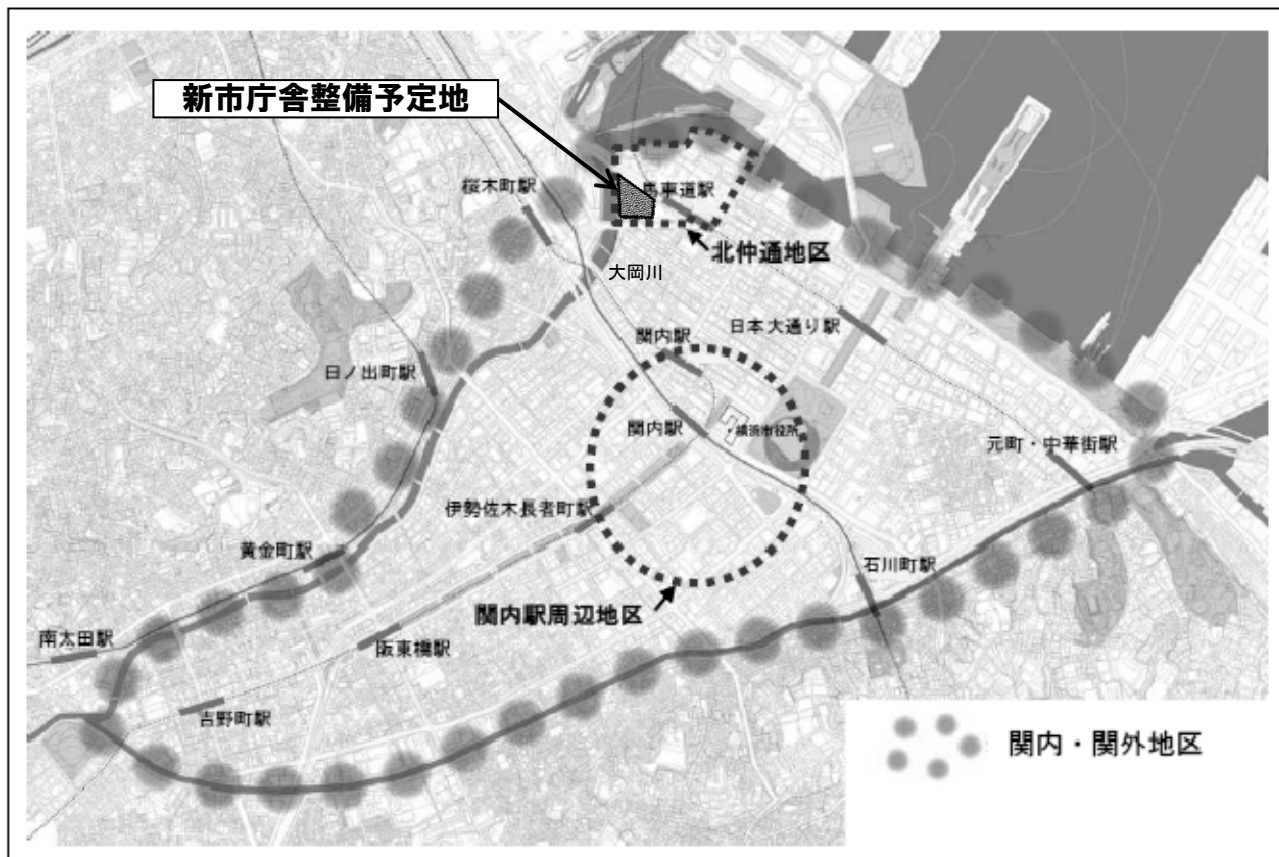 新市庁舎整備予定地
桜木町駅
馬車道駅
北仲通地区
大岡川
日本大通り駅
関内駅
日ノ出町駅
関内駅
・横浜市役所
元町・中華街駅
伊勢佐木長者町駅
黄金町駅
石川町駅
関内駅周辺地区
南太田駅
阪東橋駅
吉野町駅
関内・関外地区